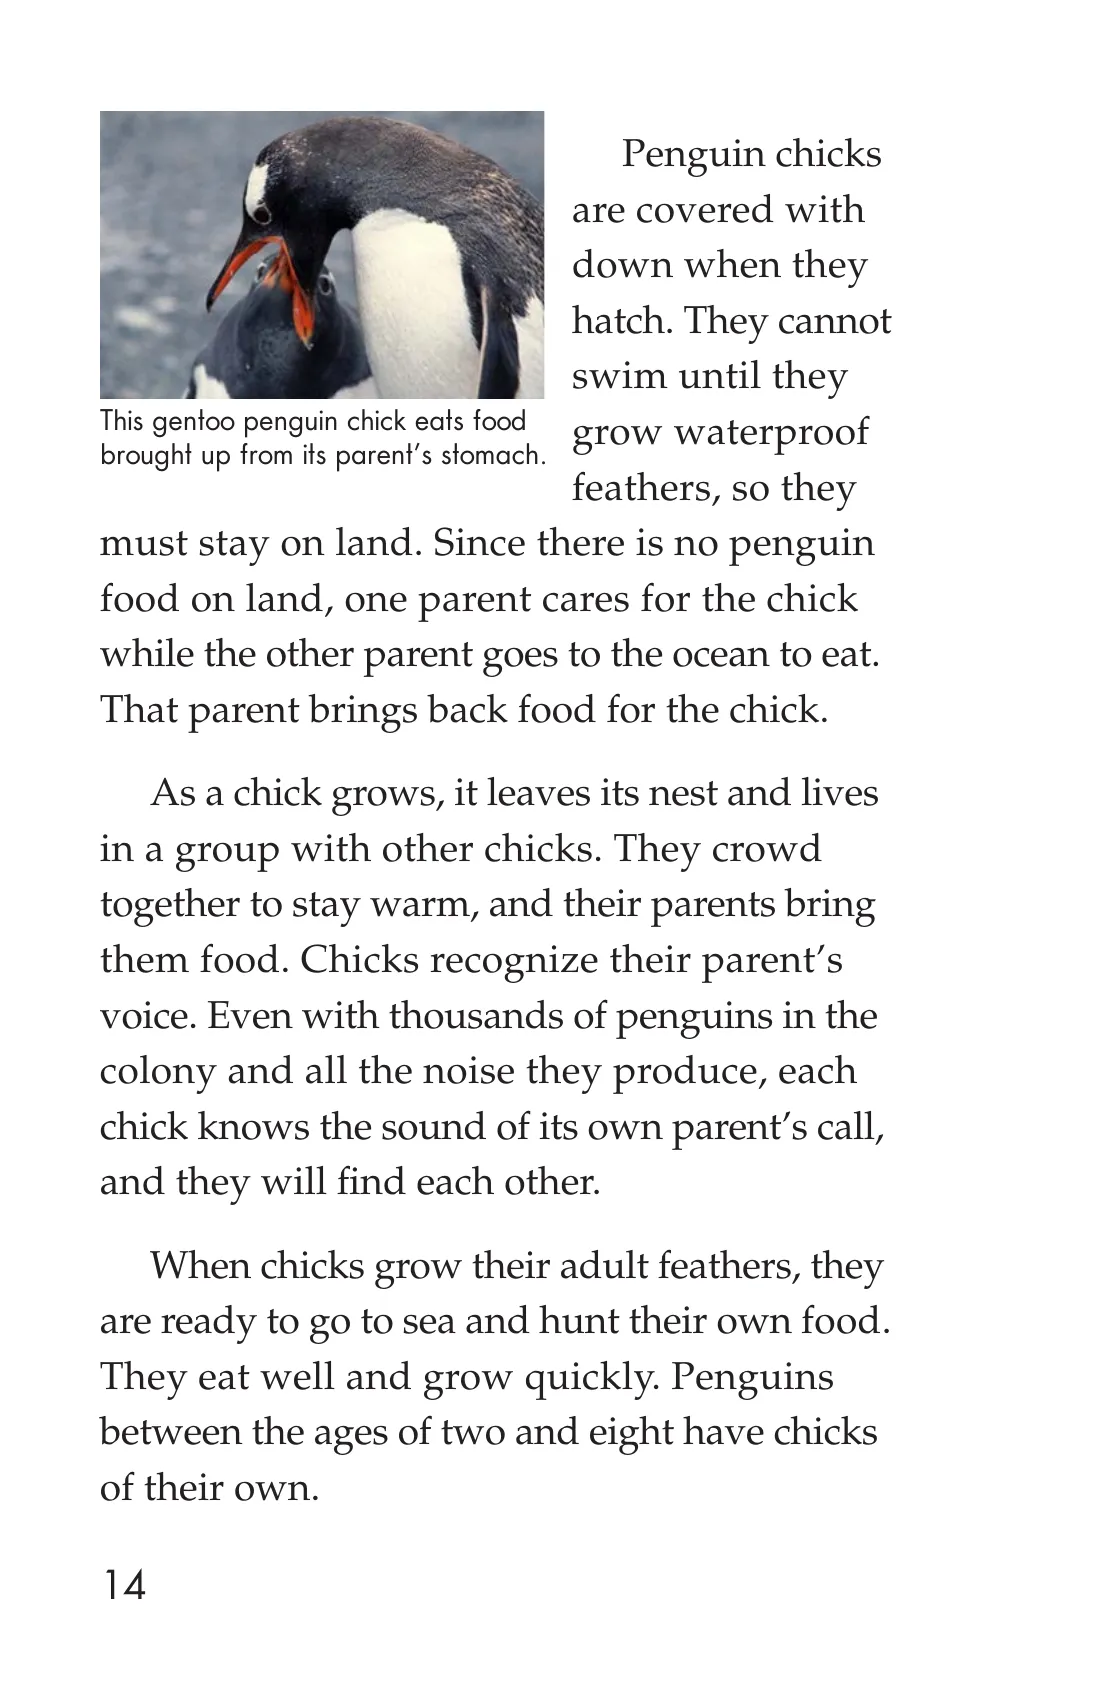 Penguin chicks
are covered with
down when they
hatch. They cannot
swim until they
grow waterproof
feathers, so they
This gentoo penguin chick eats food
brought up from its parent’s stomach.
must stay on land. Since there is no penguin
food on land, one parent cares for the chick
while the other parent goes to the ocean to eat.
That parent brings back food for the chick.
As a chick grows, it leaves its nest and lives
in a group with other chicks. They crowd
together to stay warm, and their parents bring
them food. Chicks recognize their parent’s
voice. Even with thousands of penguins in the
colony and all the noise they produce, each
chick knows the sound of its own parent’s call,
and they will find each other.
When chicks grow their adult feathers, they
are ready to go to sea and hunt their own food.
They eat well and grow quickly. Penguins
between the ages of two and eight have chicks
of their own.
14